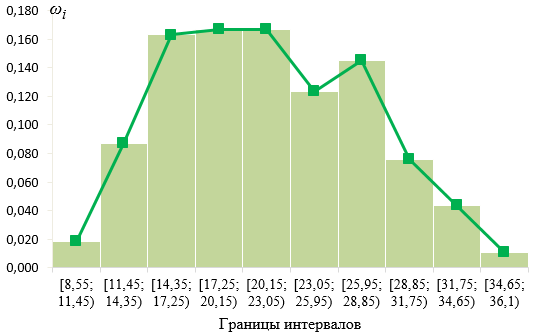 0,180
ω_i
0,160
0,140
0,120
0,100
0,080
0,060
0,040
0,020
0,000
[8,55; [11,45; [14,35; [17,25; [20,15; [23,05; [25,95; [28,85; [31,75; [34,65;
11,45) 14,35) 17,25) 20,15) 23,05) 25,95) 28,85) 31,75) 34,65) 36,1)
Границы интервалов